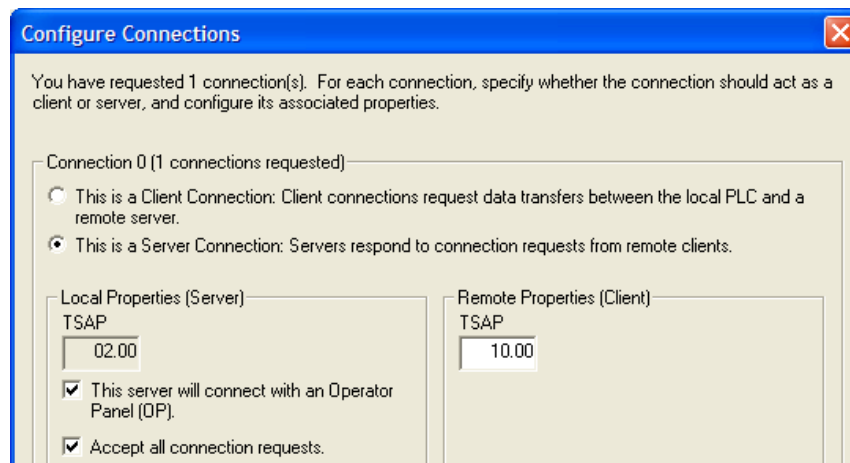 Configure Connections
You have requested 1 connection(s). For each connection, specify whether the connection should act as a
client or server, and configure its associated properties.
Connection 0 (1 connections requested)
This is a Client Connection: Client connections request data transfers between the local PLC and a
remote server.
This is a Server Connection: Servers respond to connection requests from remote clients.
Local Properties (Server)
TSAP
02.00
This server will connect with an Operator
Panel (OP).
Accept all connection requests.
Remote Properties (Client)
TSAP
10.00